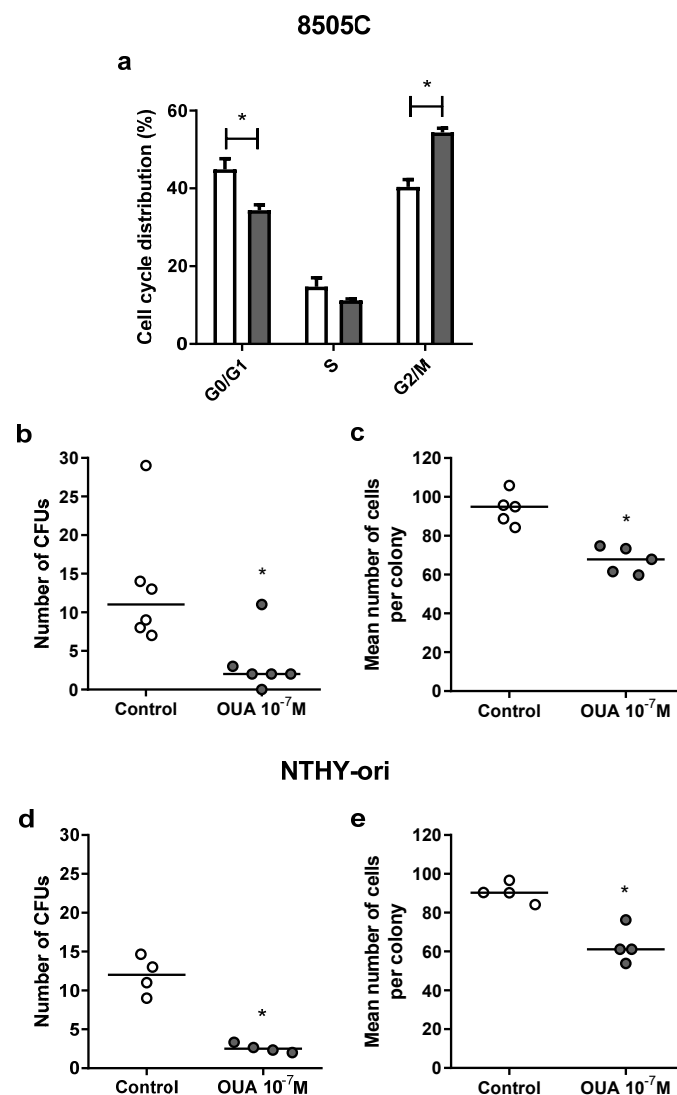 8505C
a
Cell cycle distribution (%)
60
40
20
0
*
*
G0/G1
S
G2/M
b
Number of CFUs
30
25
20
15
10
5
0
*
Control
OUA 10⁻⁷M
c
Mean number of cells
per colony
120
100
80
60
40
20
0
*
Control
OUA 10⁻⁷M
NTHY-ori
d
Number of CFUs
30
25
20
15
10
5
0
*
Control
OUA 10⁻⁷M
e
Mean number of cells
per colony
120
100
80
60
40
20
0
*
Control
OUA 10⁻⁷M